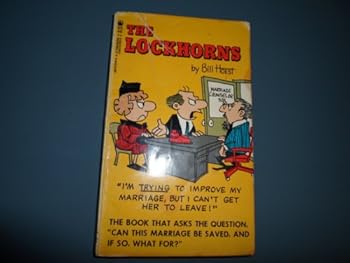 THE
LOCKHORNS
by Bill Hoest
MARRIAGE
COUNSELOR
"I'M TRYING TO IMPROVE MY
MARRIAGE, BUT I CAN'T GET
HER TO LEAVE!"
THE BOOK THAT ASKS THE QUESTION,
"CAN THIS MARRIAGE BE SAVED, AND
IF SO, WHAT FOR?"